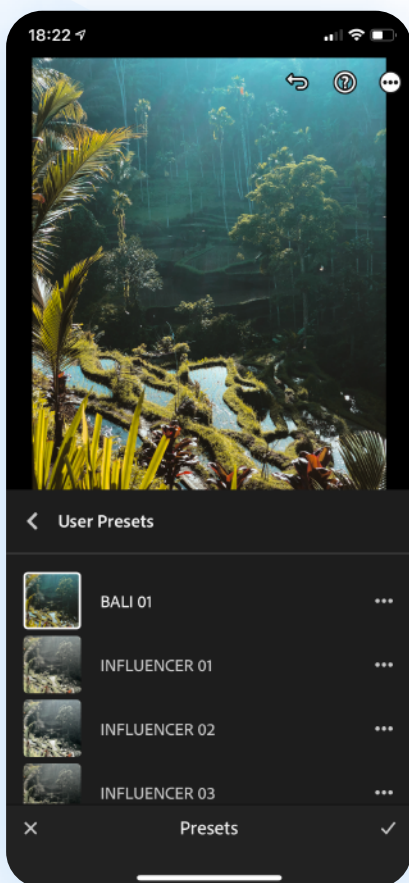 18:22
User Presets
BALI 01
INFLUENCER 01
INFLUENCER 02
INFLUENCER 03
Presets